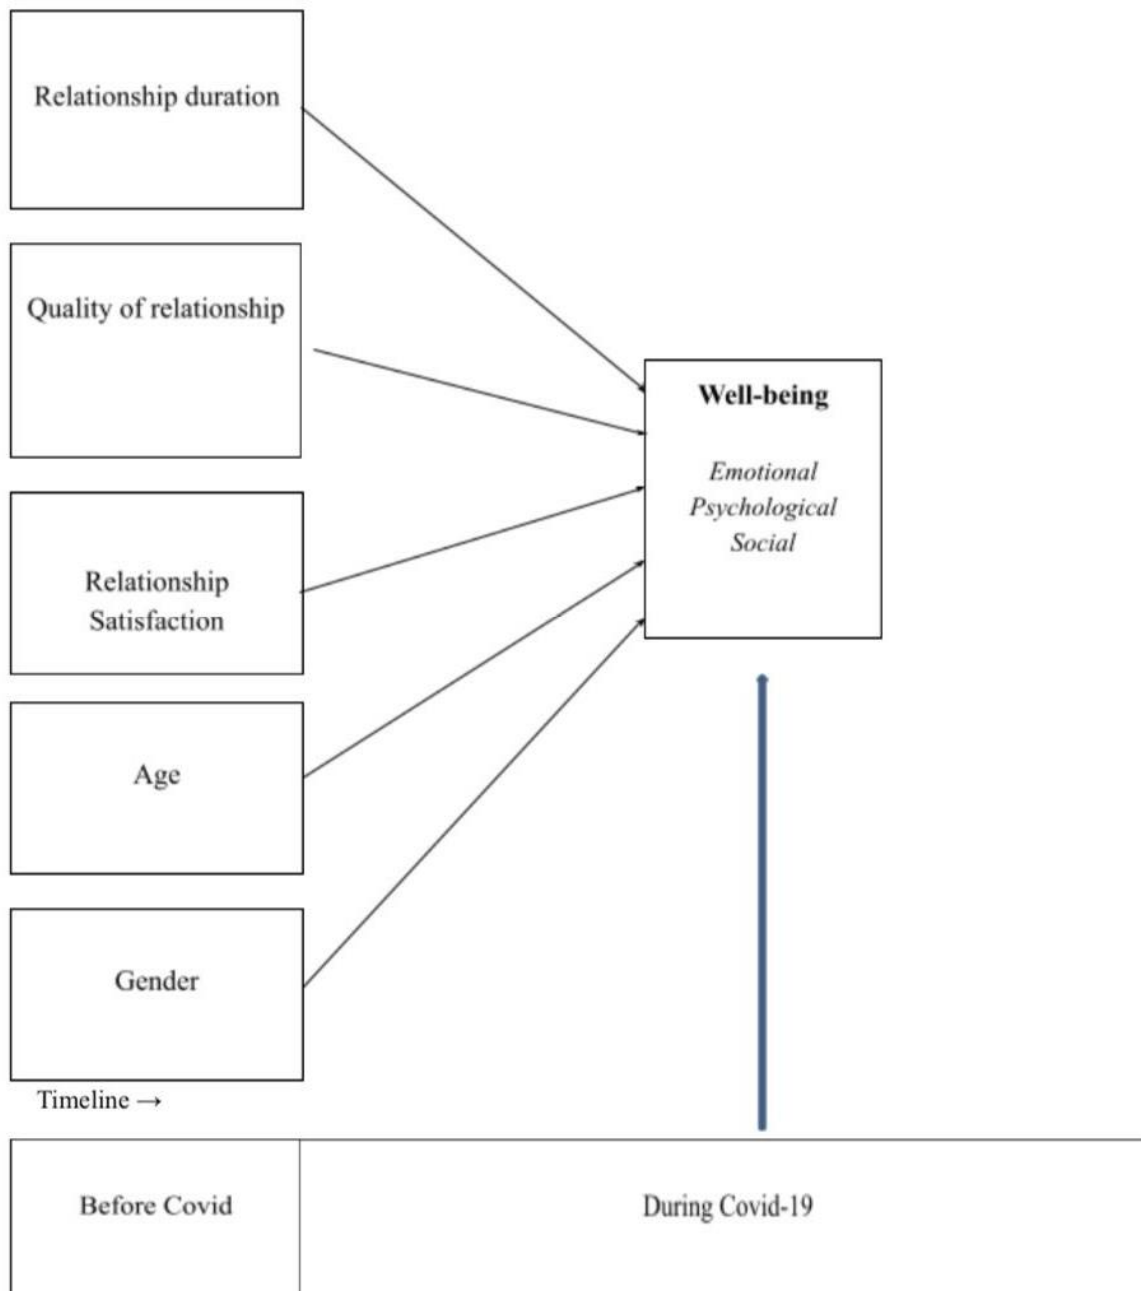 Relationship duration
Quality of relationship
Well-being
Emotional
Psychological
Social
Relationship
Satisfaction
Age
Gender
Timeline →
Before Covid
During Covid-19